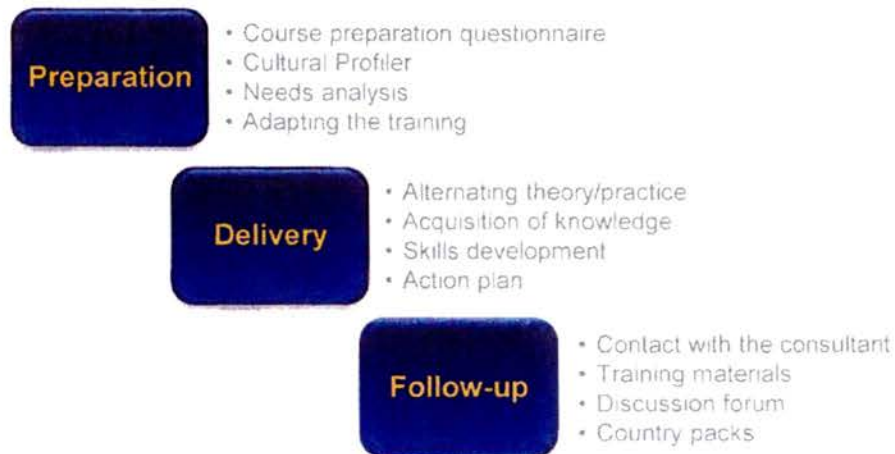 Preparation
• Course preparation questionnaire
• Cultural Profiler
• Needs analysis
• Adapting the training
Delivery
• Alternating theory/practice
• Acquisition of knowledge
• Skills development
• Action plan
Follow-up
• Contact with the consultant
• Training materials
• Discussion forum
• Country packs